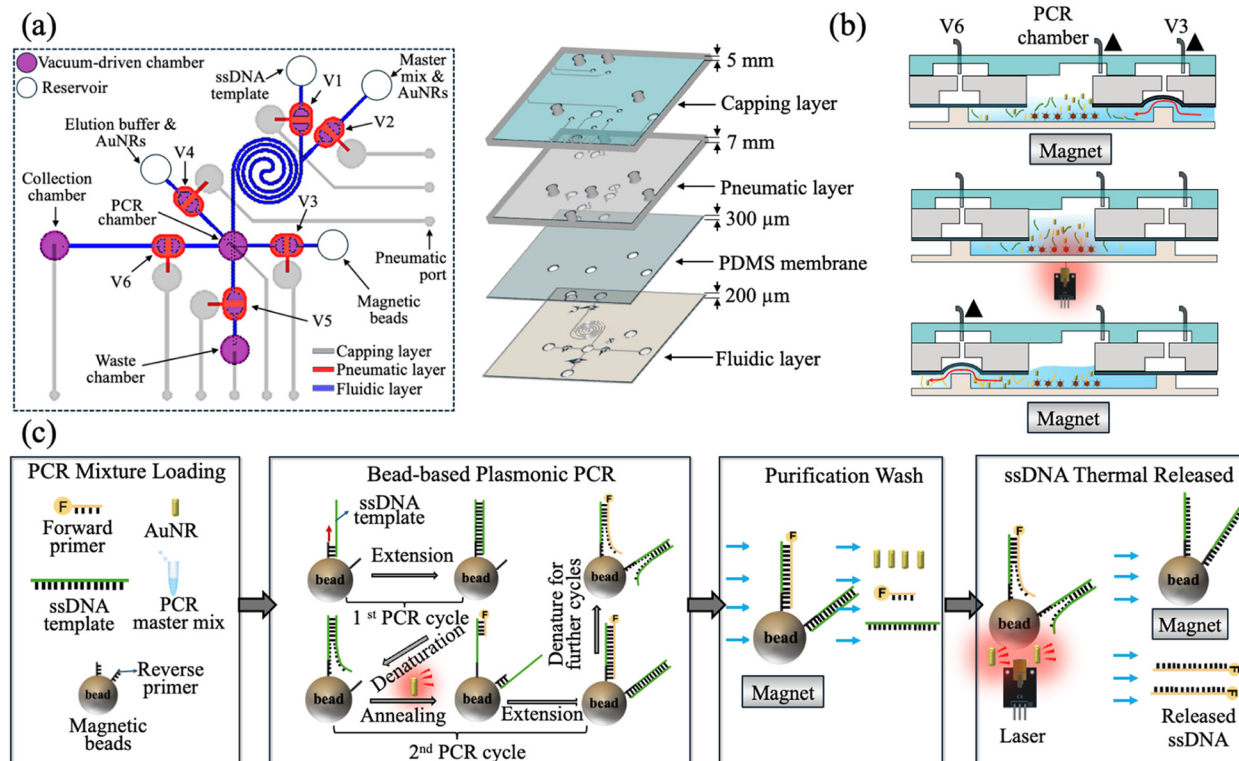 (a)
Vacuum-driven chamber
Reservoir
ssDNA
template
V1
Master
mix &
AuNRs
V2
Elution buffer &
AuNRs
V4
Collection chamber
PCR
chamber
V3
V6
Pneumatic
port
Magnetic
beads
V5
Waste
chamber
Capping layer
Pneumatic layer
Fluidic layer
5 mm
Capping layer
7 mm
Pneumatic layer
300 µm
PDMS membrane
200 µm
Fluidic layer
(b)
V6
PCR
chamber
V3
Magnet
Magnet
(c)
PCR Mixture Loading
F
Forward
primer
AuNR
ssDNA
template
PCR
master mix
Reverse
primer
bead
Magnetic
beads
Bead-based Plasmonic PCR
ssDNA
template
bead
Extension
bead
1st PCR cycle
Denaturation
bead
Annealing
F
bead
Extension
F
bead
2nd PCR cycle
Denature for
further cycles
F
bead
Purification Wash
F
bead
F
Magnet
ssDNA Thermal Released
F
bead
Laser
bead
Magnet
F
F
Released
ssDNA